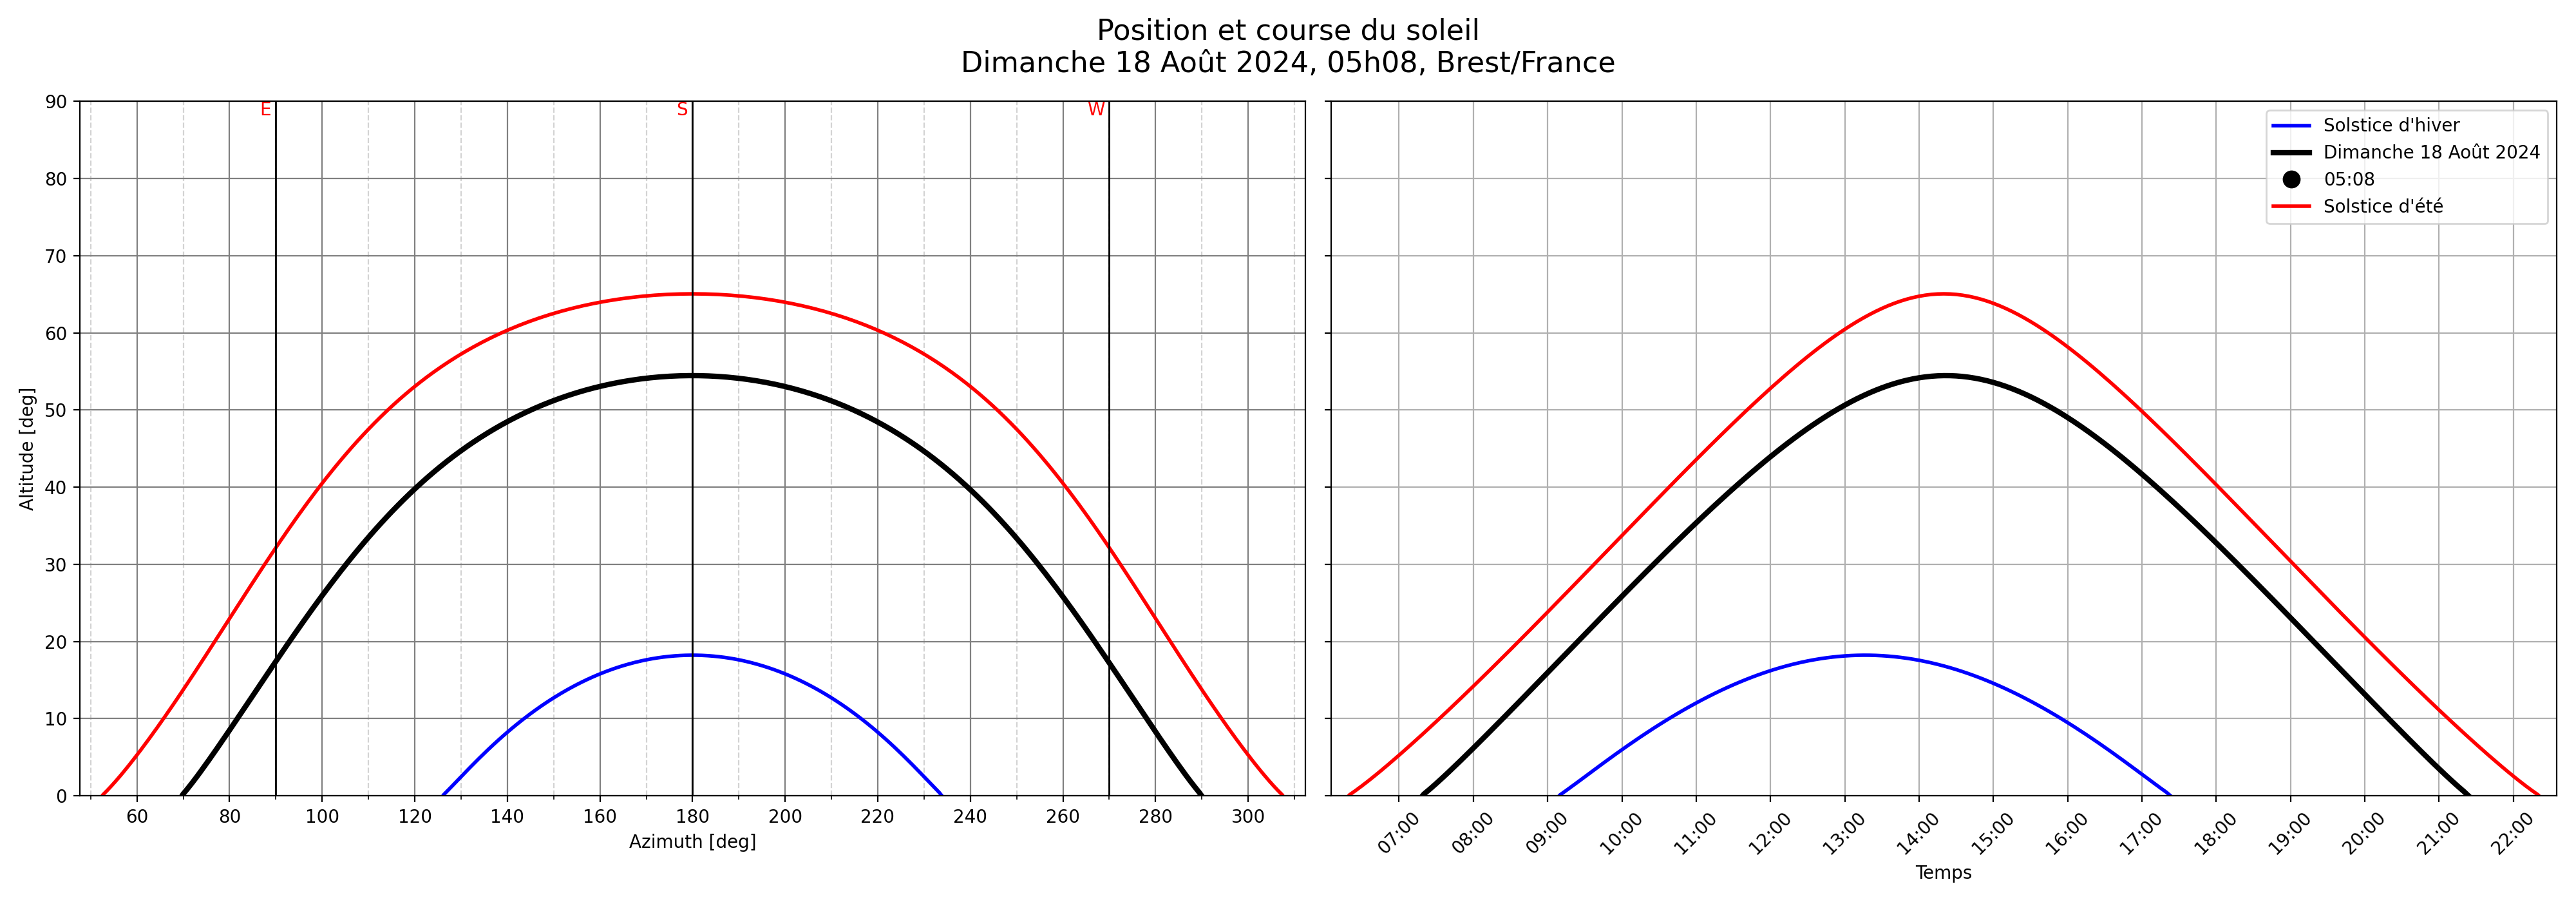 Position et course du soleil
Dimanche 18 Août 2024, 05h08, Brest/France
E
S
W
90
80
70
60
50
40
30
20
10
0
Altitude [deg]
60 80 100 120 140 160 180 200 220 240 260 280 300
Azimuth [deg]
Solstice d'hiver
Dimanche 18 Août 2024
05:08
Solstice d'été
07:00 08:00 09:00 10:00 11:00 12:00 13:00 14:00 15:00 16:00 17:00 18:00 19:00 20:00 21:00 22:00
Temps